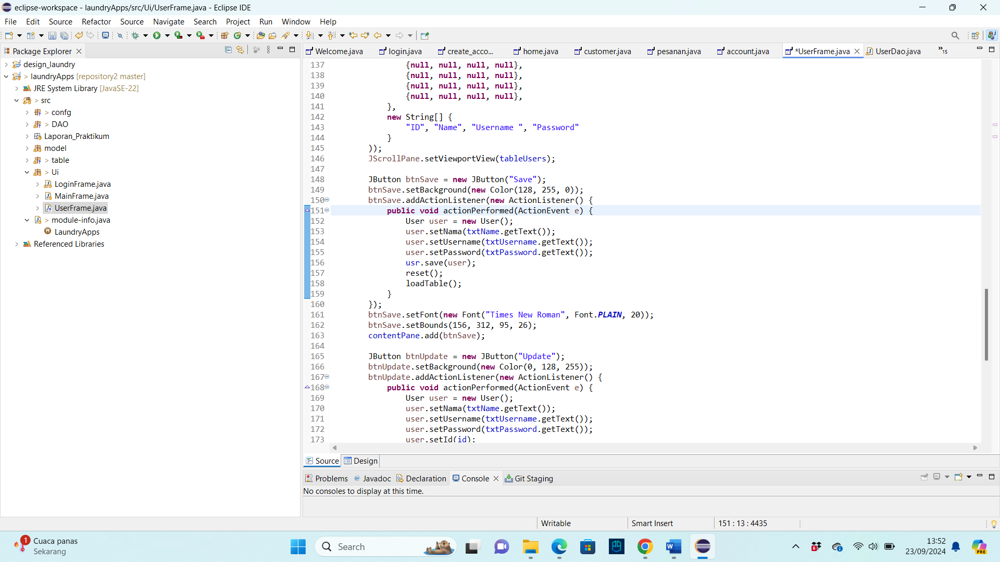 eclipse-workspace - laundryApps/src/Ui/UserFrame.java - Eclipse IDE
File Edit Source Refactor Source Navigate Search Project Run Window Help
Package Explorer
design_laundry
> laundryApps [repository2 master]
JRE System Library [JavaSE-22]
> src
> confg
> DAO
Laporan_Praktikum
model
> table
> Ui
LoginFrame.java
MainFrame.java
UserFrame.java
> module-info.java
LaundryApps
Referenced Libraries
Welcome.java login.java create_acco... home.java customer.java pesanan.java account.java *UserFrame.java UserDao.java »15
137 {null, null, null, null},
138 {null, null, null, null},
139 {null, null, null, null},
140 {null, null, null, null},
141 },
142 new String[] {
143 "ID", "Name", "Username ", "Password"
144 }
145 ));
146 JScrollPane.setViewportView(tableUsers);
147
148 JButton btnSave = new JButton("Save");
149 btnSave.setBackground(new Color(128, 255, 0));
150 btnSave.addActionListener(new ActionListener() {
151 public void actionPerformed(ActionEvent e) {
152 User user = new User();
153 user.setNama(txtName.getText());
154 user.setUsername(txtUsername.getText());
155 user.setPassword(txtPassword.getText());
156 usr.save(user);
157 reset();
158 loadTable();
159 }
160 });
161 btnSave.setFont(new Font("Times New Roman", Font.PLAIN, 20));
162 btnSave.setBounds(156, 312, 95, 26);
163 contentPane.add(btnSave);
164
165 JButton btnUpdate = new JButton("Update");
166 btnUpdate.setBackground(new Color(0, 128, 255));
167 btnUpdate.addActionListener(new ActionListener() {
168 public void actionPerformed(ActionEvent e) {
169 User user = new User();
170 user.setNama(txtName.getText());
171 user.setUsername(txtUsername.getText());
172 user.setPassword(txtPassword.getText());
173 user.setId(id);
Source Design
Problems Javadoc Declaration Console Git Staging
No consoles to display at this time.
Writable Smart Insert 151 : 13 : 4435
1 Cuaca panas
Sekarang
Search
13:52
23/09/2024
PRE